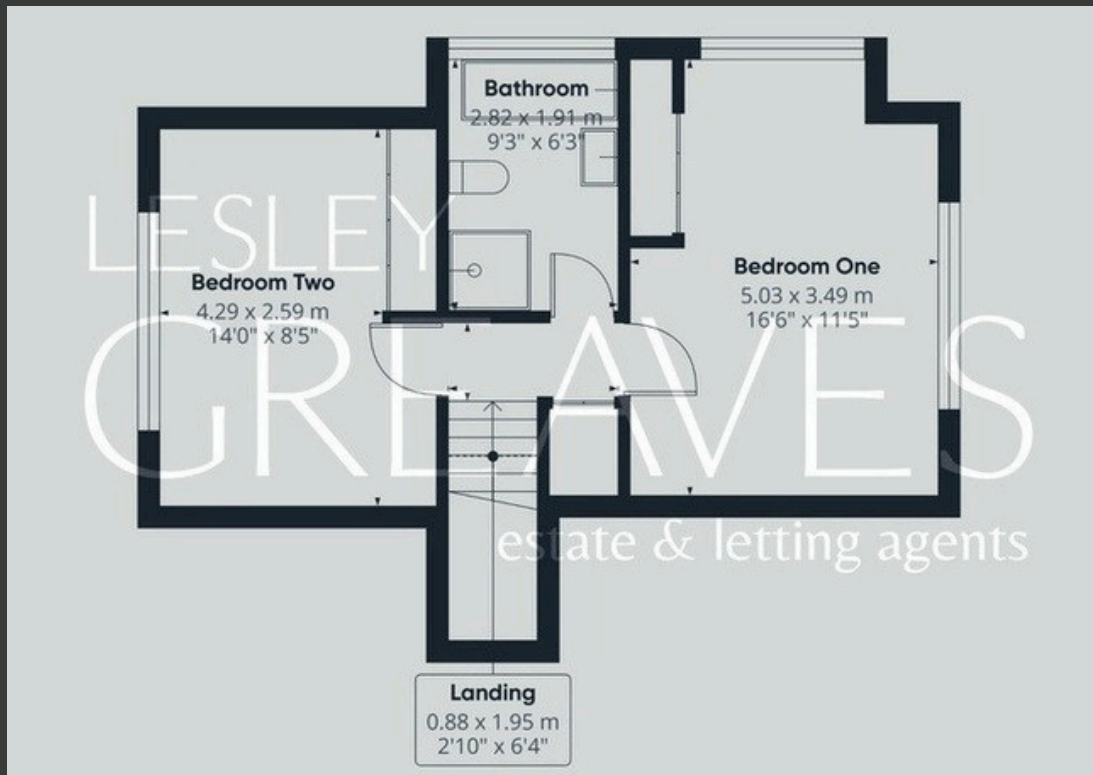 Bathroom
2.82 x 1.91 m
9'3" x 6'3"
LESLEY
GREAVES
estate & letting agents
Bedroom Two
4.29 x 2.59 m
14'0" x 8'5"
Bedroom One
5.03 x 3.49 m
16'6" x 11'5"
Landing
0.88 x 1.95 m
2'10" x 6'4"